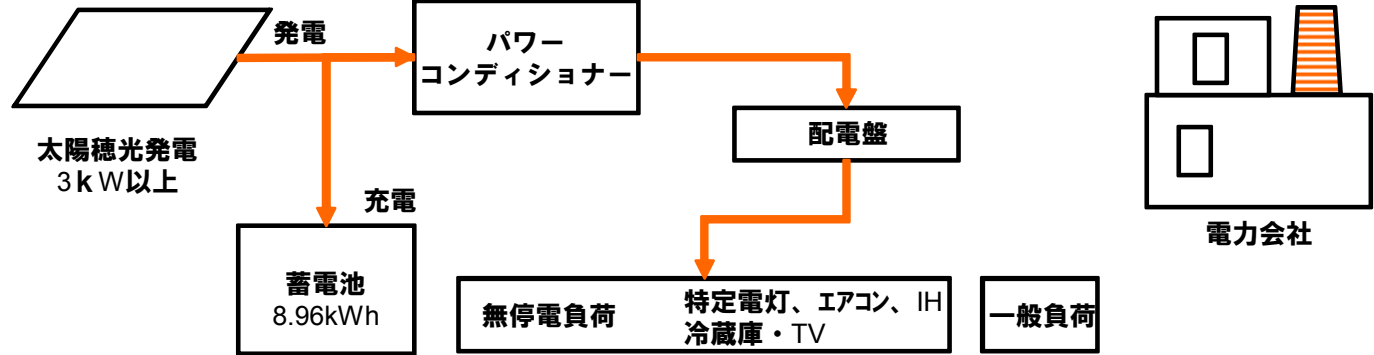 発電
パワー
コンディショナー
配電盤
太陽穂光発電
3kW以上
充電
電力会社
蓄電池
8.96kWh
無停電負荷
特定電灯、エアコン、IH
冷蔵庫・TV
一般負荷